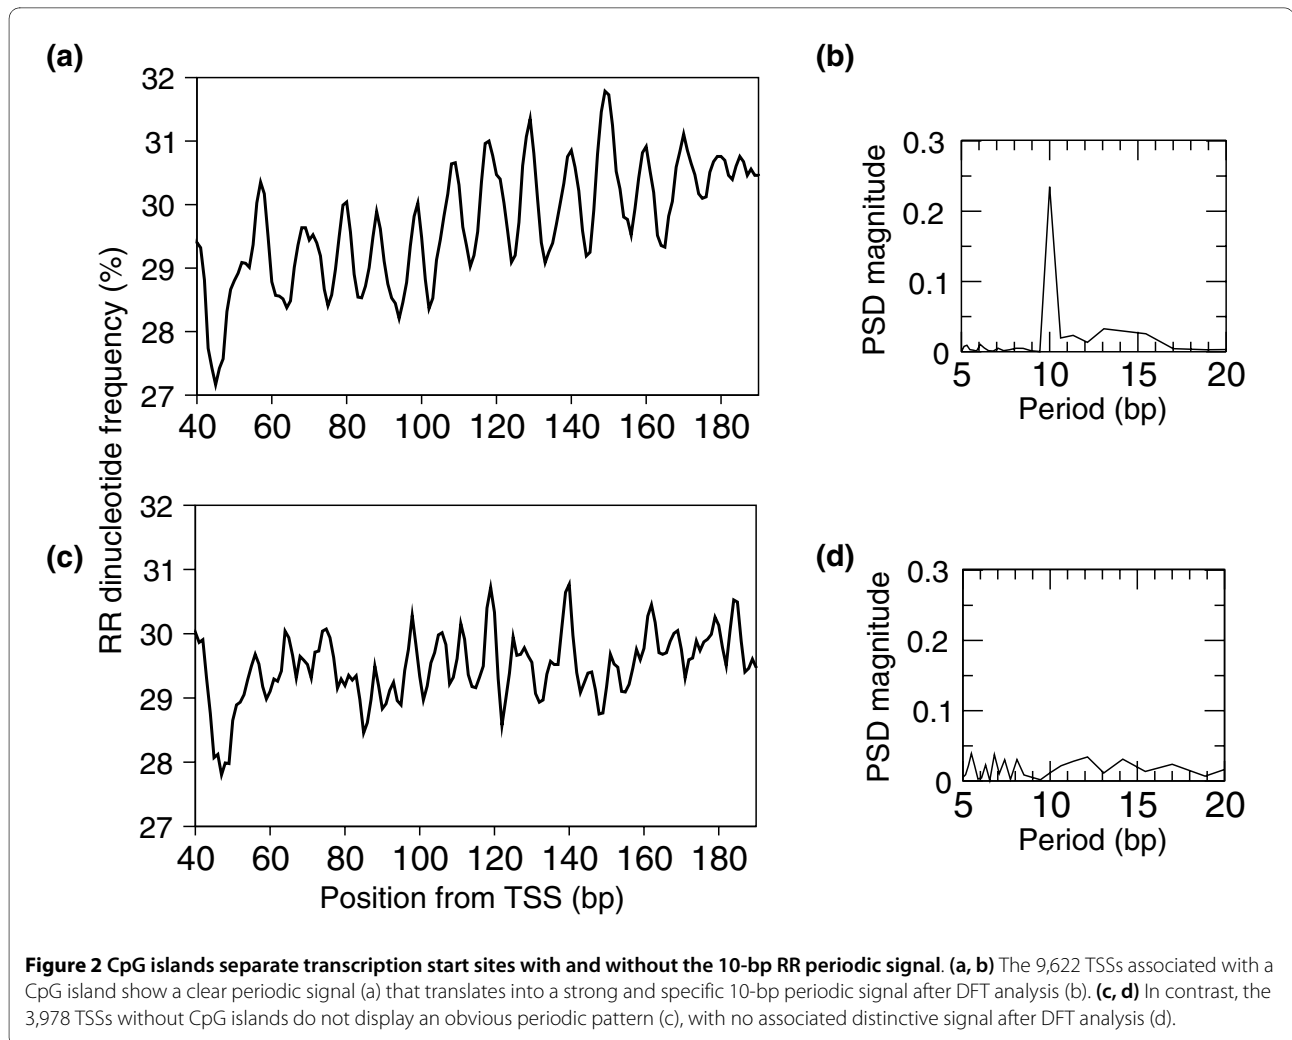 (a)
32
31
30
29
28
27
40 60 80 100 120 140 160 180
(b)
PSD magnitude
0.3
0.2
0.1
0
5 10 15 20
Period (bp)
RR dinucleotide frequency (%)
(c)
32
31
30
29
28
27
40 60 80 100 120 140 160 180
Position from TSS (bp)
(d)
PSD magnitude
0.3
0.2
0.1
0
5 10 15 20
Period (bp)
Figure 2 CpG islands separate transcription start sites with and without the 10-bp RR periodic signal. (a, b) The 9,622 TSSs associated with a
CpG island show a clear periodic signal (a) that translates into a strong and specific 10-bp periodic signal after DFT analysis (b). (c, d) In contrast, the
3,978 TSSs without CpG islands do not display an obvious periodic pattern (c), with no associated distinctive signal after DFT analysis (d).